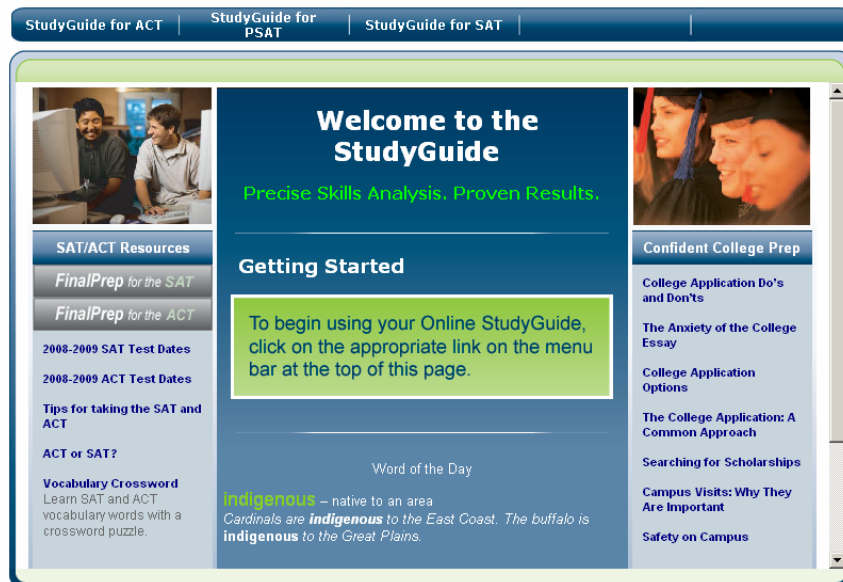 StudyGuide for ACT
StudyGuide for
PSAT
StudyGuide for SAT
SAT/ACT Resources
FinalPrep for the SAT
FinalPrep for the ACT
2008-2009 SAT Test Dates
2008-2009 ACT Test Dates
Tips for taking the SAT and
ACT
ACT or SAT?
Vocabulary Crossword
Learn SAT and ACT
vocabulary words with a
crossword puzzle.
Welcome to the
StudyGuide
Precise Skills Analysis. Proven Results.
Getting Started
To begin using your Online StudyGuide,
click on the appropriate link on the menu
bar at the top of this page.
Word of the Day
indigenous – native to an area
Cardinals are indigenous to the East Coast. The buffalo is
indigenous to the Great Plains.
Confident College Prep
College Application Do's
and Don'ts
The Anxiety of the College
Essay
College Application
Options
The College Application: A
Common Approach
Searching for Scholarships
Campus Visits: Why They
Are Important
Safety on Campus